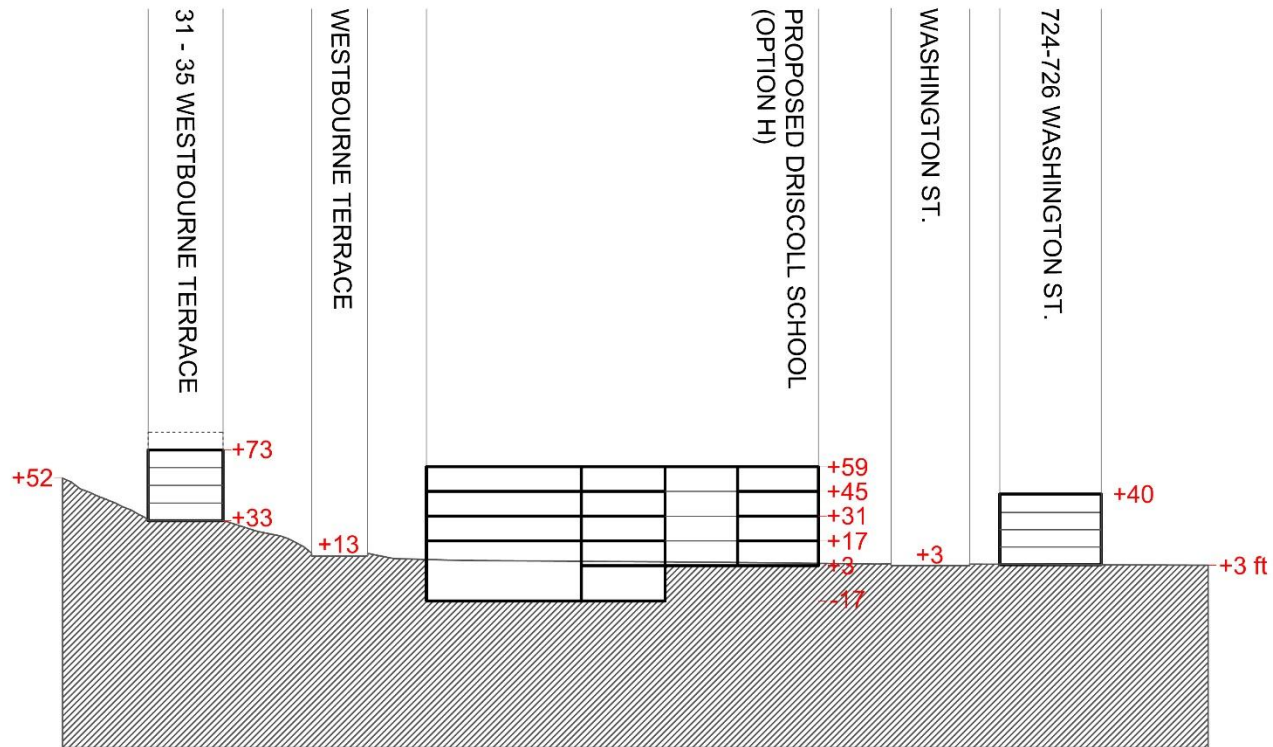 31 - 35 WESTBOURNE TERRACE
WESTBOURNE TERRACE
PROPOSED DRISCOLL SCHOOL
(OPTION H)
WASHINGTON ST.
724-726 WASHINGTON ST.
+73
+52
+33
+13
+59
+45
+31
+17
+3
-17
+3
+40
+3 ft